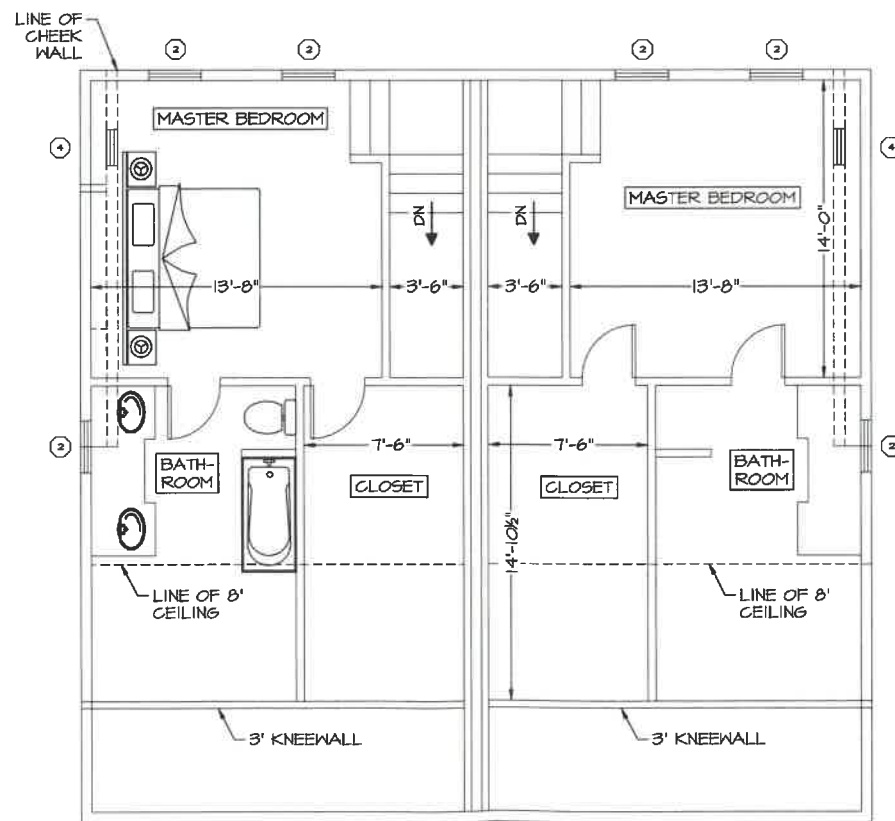 LINE OF
CHEEK
WALL
2
2
2
2
MASTER BEDROOM
4
4
MASTER BEDROOM
14'-0"
DN
DN
13'-8"
3'-6"
3'-6"
13'-8"
2
7'-6"
7'-6"
2
BATH-
ROOM
CLOSET
CLOSET
BATH-
ROOM
14'-10½"
LINE OF 8'
CEILING
LINE OF 8'
CEILING
3' KNEEWALL
3' KNEEWALL